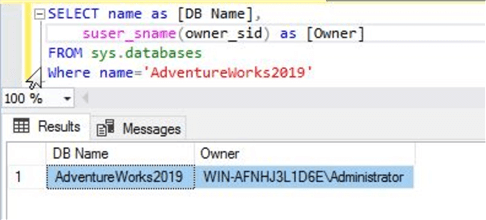 SELECT name as [DB Name],
suser_sname(owner_sid) as [Owner]
FROM sys.databases
Where name='AdventureWorks2019'
100 %
Results Messages
DB Name Owner
1 AdventureWorks2019 WIN-AFNHJ3L1D6E\Administrator